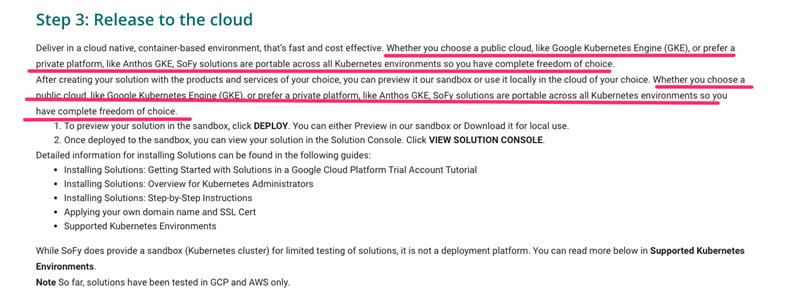 Step 3: Release to the cloud
Deliver in a cloud native, container-based environment, that's fast and cost effective. Whether you choose a public cloud, like Google Kubernetes Engine (GKE), or prefer a
private platform, like Anthos GKE, SoFy solutions are portable across all Kubernetes environments so you have complete freedom of choice.
After creating your solution with the products and services of your choice, you can preview it our sandbox or use it locally in the cloud of your choice. Whether you choose a
public cloud, like Google Kubernetes Engine (GKE), or prefer a private platform, like Anthos GKE, SoFy solutions are portable across all Kubernetes environments so you
have complete freedom of choice.
1. To preview your solution in the sandbox, click DEPLOY. You can either Preview in our sandbox or Download it for local use.
2. Once deployed to the sandbox, you can view your solution in the Solution Console. Click VIEW SOLUTION CONSOLE.
Detailed information for installing Solutions can be found in the following guides:
• Installing Solutions: Getting Started with Solutions in a Google Cloud Platform Trial Account Tutorial
• Installing Solutions: Overview for Kubernetes Administrators
• Installing Solutions: Step-by-Step Instructions
• Applying your own domain name and SSL Cert
• Supported Kubernetes Environments
While SoFy does provide a sandbox (Kubernetes cluster) for limited testing of solutions, it is not a deployment platform. You can read more below in Supported Kubernetes
Environments.
Note So far, solutions have been tested in GCP and AWS only.